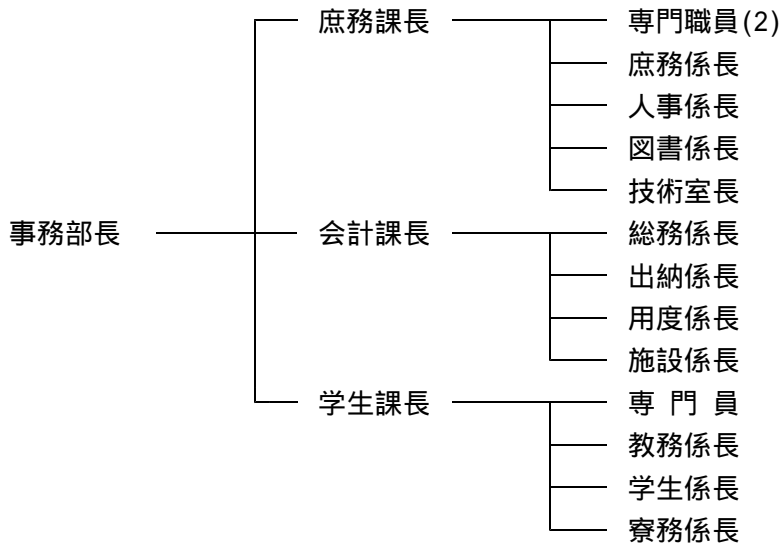 庶務課長 専門職員(2)
庶務係長
人事係長
図書係長
技術室長
事務部長 会計課長 総務係長
出納係長
用度係長
施設係長
学生課長 専門員
教務係長
学生係長
寮務係長